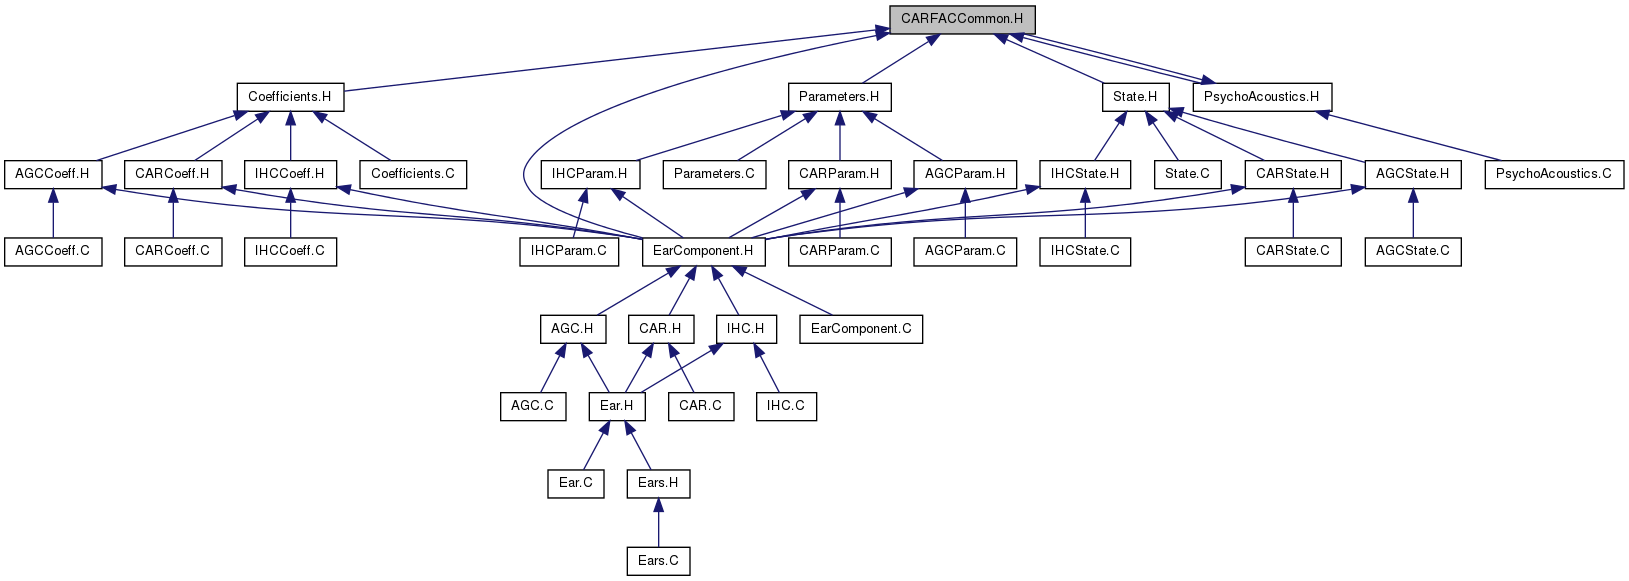 CARFACCommon.H
Coefficients.H
Parameters.H
State.H
PsychoAcoustics.H
AGCCoeff.H
CARCoeff.H
IHCCoeff.H
Coefficients.C
IHCParam.H
Parameters.C
CARParam.H
AGCParam.H
IHCState.H
State.C
CARState.H
AGCState.H
PsychoAcoustics.C
AGCCoeff.C
CARCoeff.C
IHCCoeff.C
IHCParam.C
EarComponent.H
CARParam.C
AGCParam.C
IHCState.C
CARState.C
AGCState.C
AGC.H
CAR.H
IHC.H
EarComponent.C
AGC.C
Ear.H
CAR.C
IHC.C
Ear.C
Ears.H
Ears.C